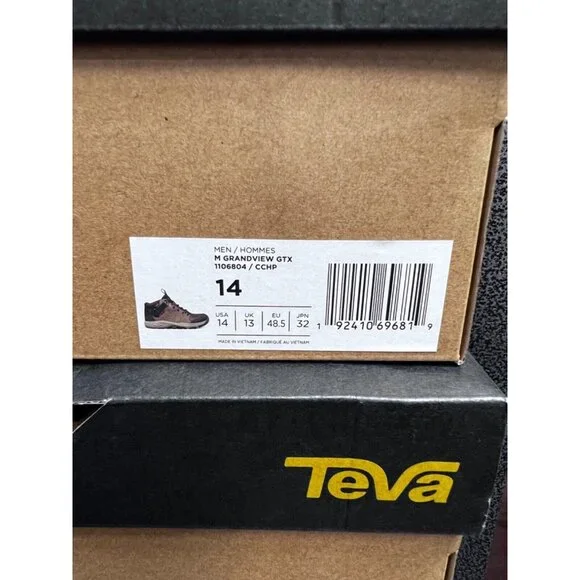 MEN / HOMMES
M GRANDVIEW GTX
1106804 / CCHP
14
USA UK EU JPN
14 13 48.5 32
MADE IN VIETNAM / FABRIQUÉ AU VIETNAM
1 92410 69681 9
Teva